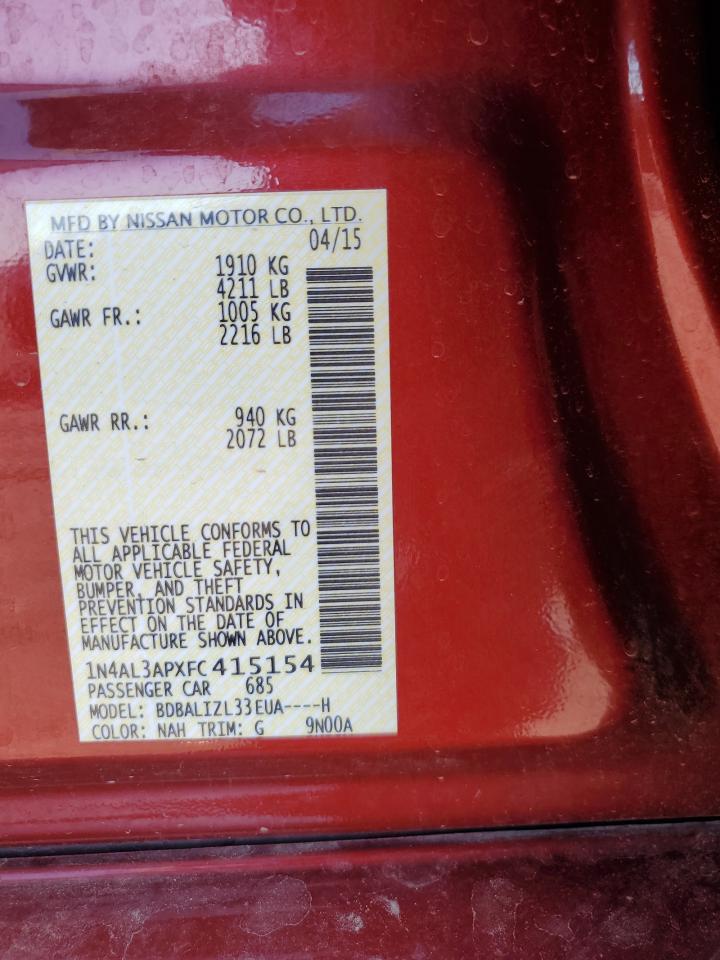 MFD BY NISSAN MOTOR CO., LTD.
DATE: 04/15
GVWR: 1910 KG
4211 LB
GAWR FR.: 1005 KG
2216 LB
GAWR RR.: 940 KG
2072 LB
THIS VEHICLE CONFORMS TO
ALL APPLICABLE FEDERAL
MOTOR VEHICLE SAFETY,
BUMPER, AND THEFT
PREVENTION STANDARDS IN
EFFECT ON THE DATE OF
MANUFACTURE SHOWN ABOVE.
1N4AL3APXFC415154
PASSENGER CAR 685
MODEL: BDBALIZL33EUA----H
COLOR: NAH TRIM: G 9N00A